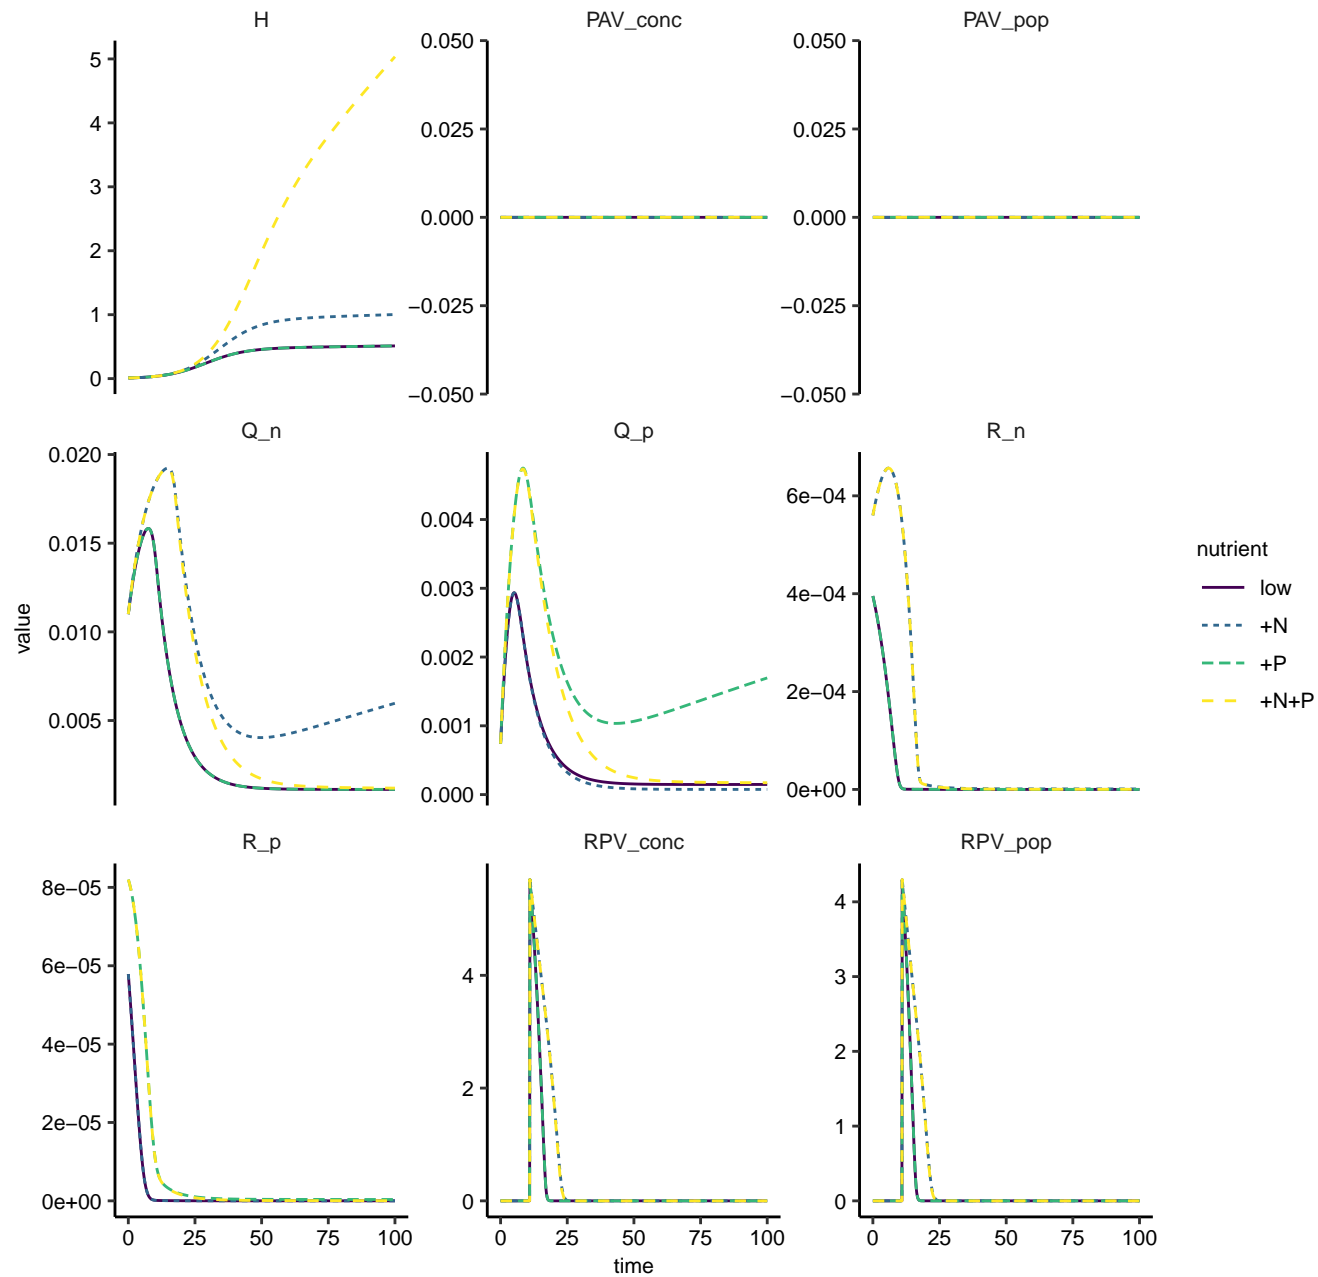 H
PAV_conc
PAV_pop
5
4
3
2
1
0
0.050
0.025
0.000
−0.025
−0.050
0.050
0.025
0.000
−0.025
−0.050
Q_n
Q_p
R_n
0.020
0.015
0.010
0.005
0.004
0.003
0.002
0.001
0.000
6e−04
4e−04
2e−04
0e+00
R_p
RPV_conc
RPV_pop
8e−05
6e−05
4e−05
2e−05
0e+00
4
2
0
4
3
2
1
0
0 25 50 75 100
0 25 50 75 100
0 25 50 75 100
time
value
nutrient
low
+N
+P
+N+P